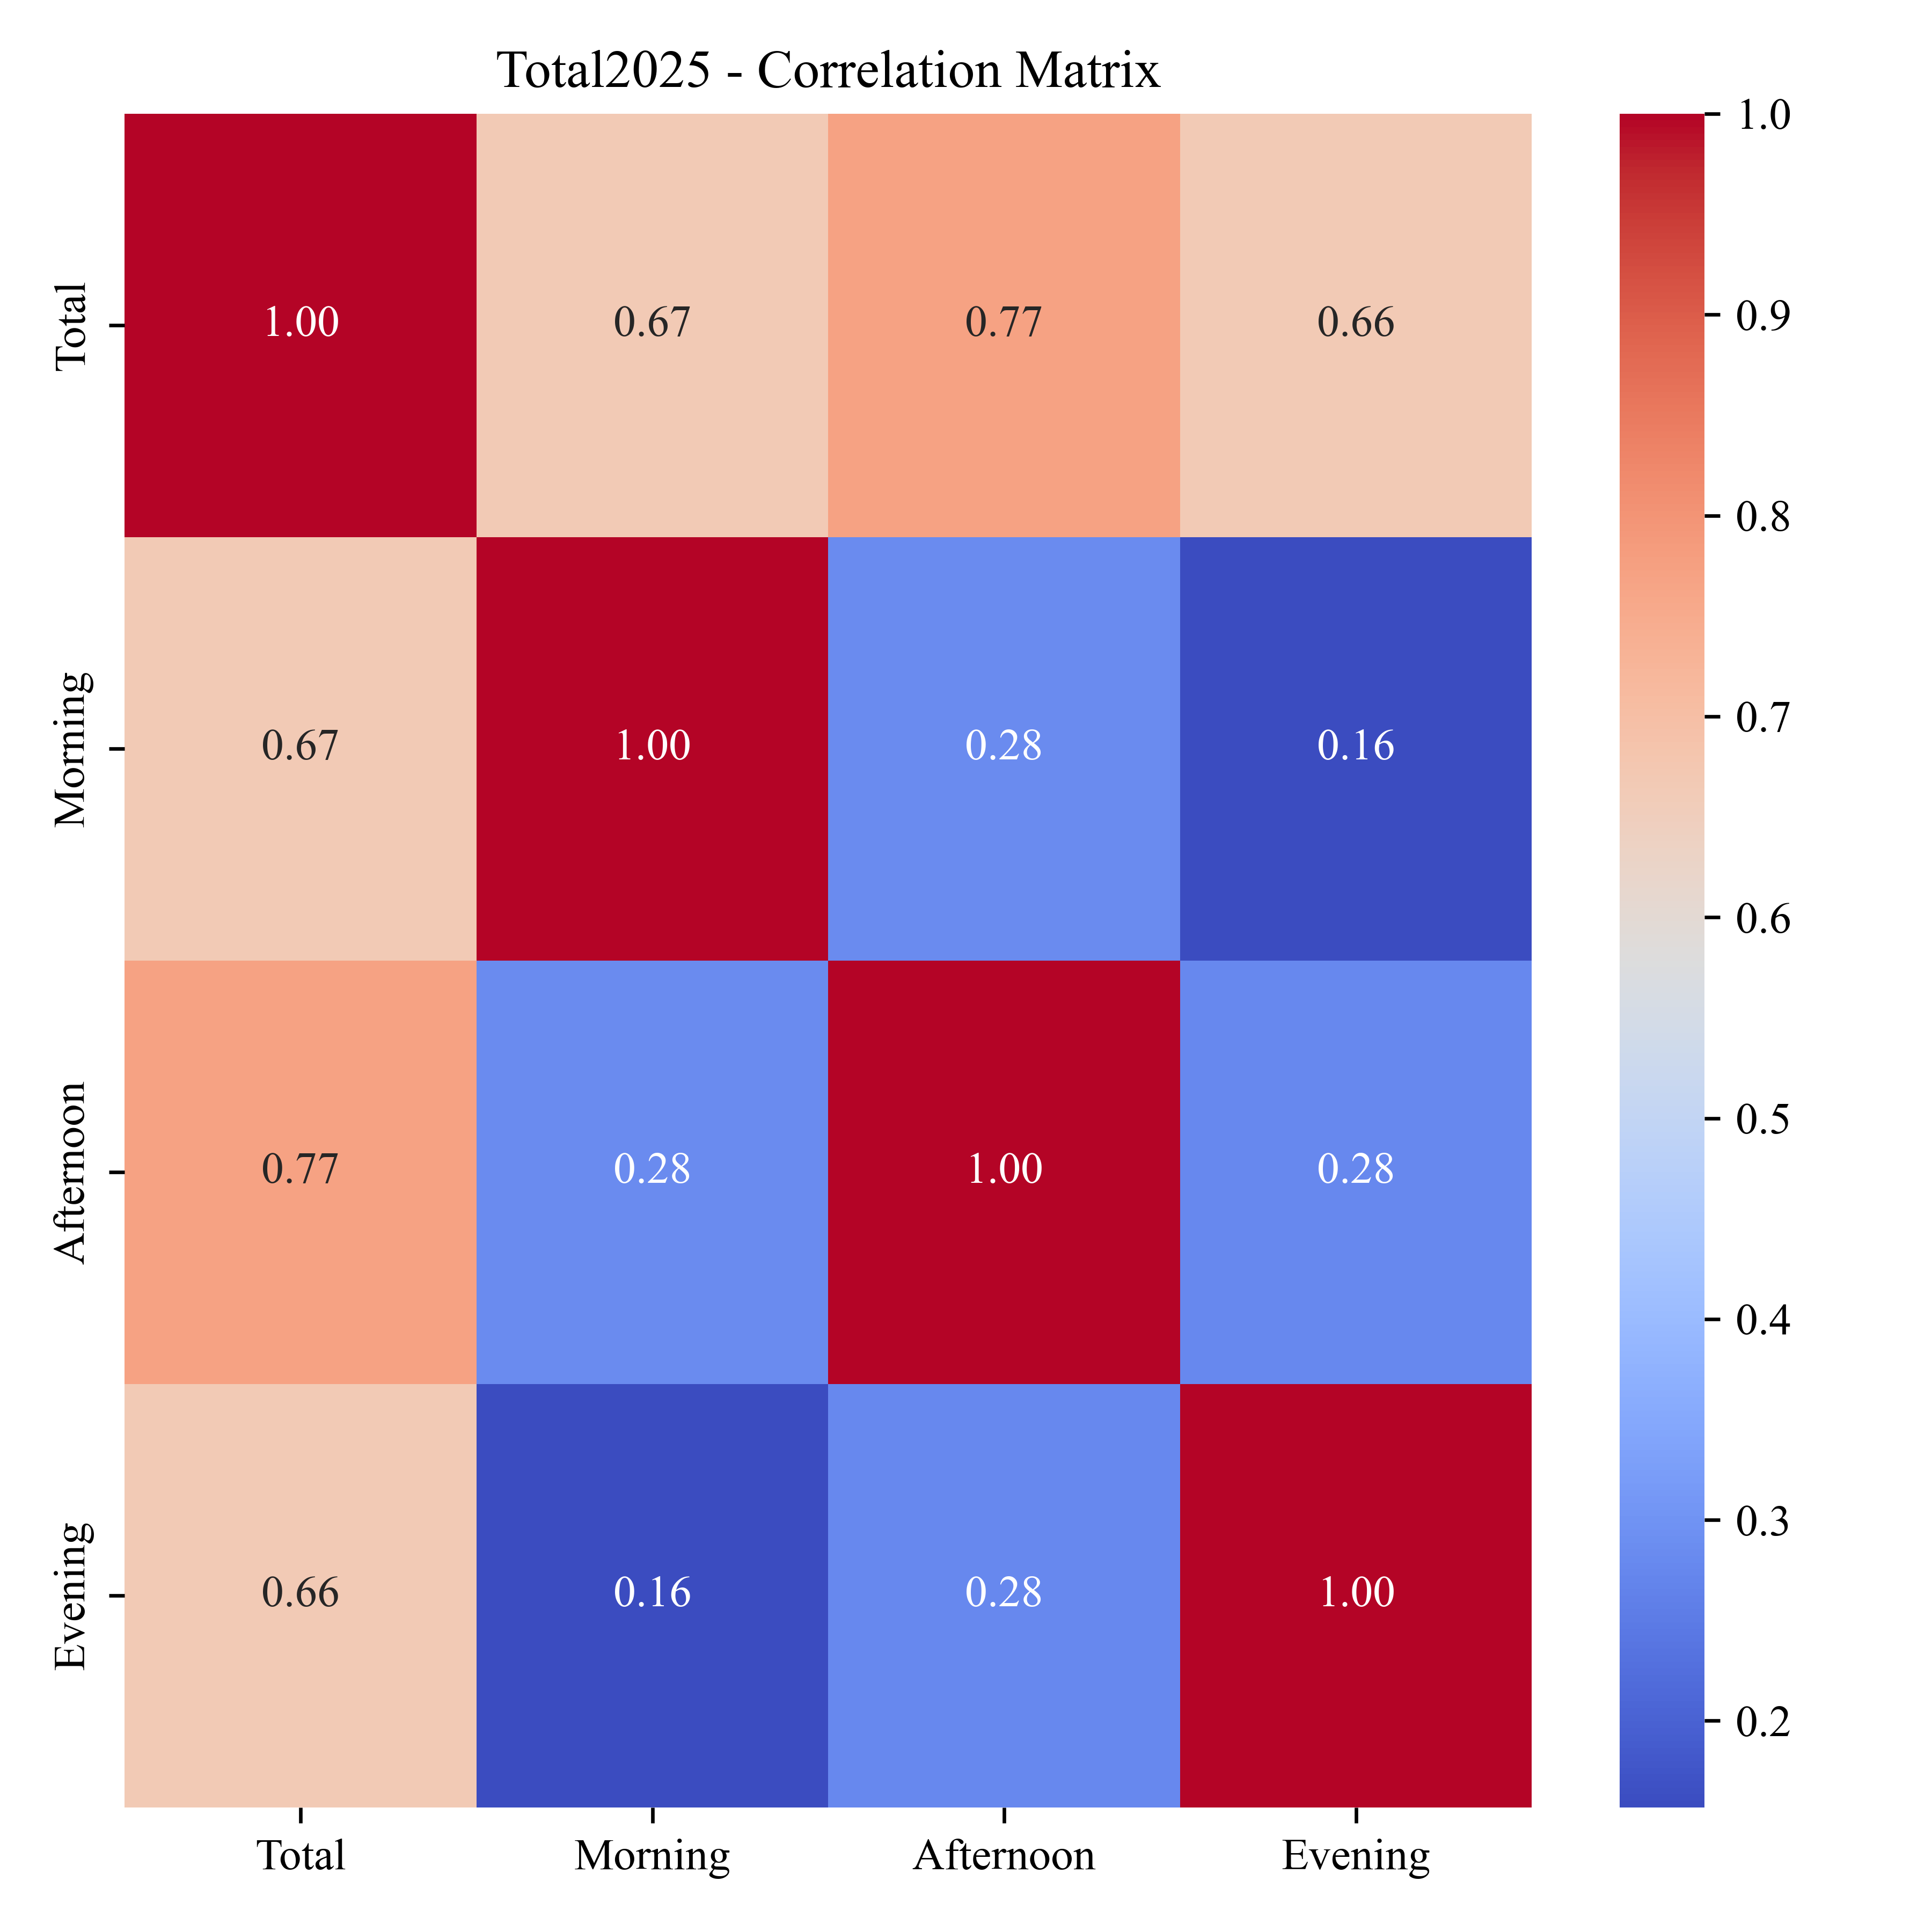 Total2025 - Correlation Matrix
Total
1.00 0.67 0.77 0.66
Morning
0.67 1.00 0.28 0.16
Afternoon
0.77 0.28 1.00 0.28
Evening
0.66 0.16 0.28 1.00
Total Morning Afternoon Evening
1.0
0.9
0.8
0.7
0.6
0.5
0.4
0.3
0.2